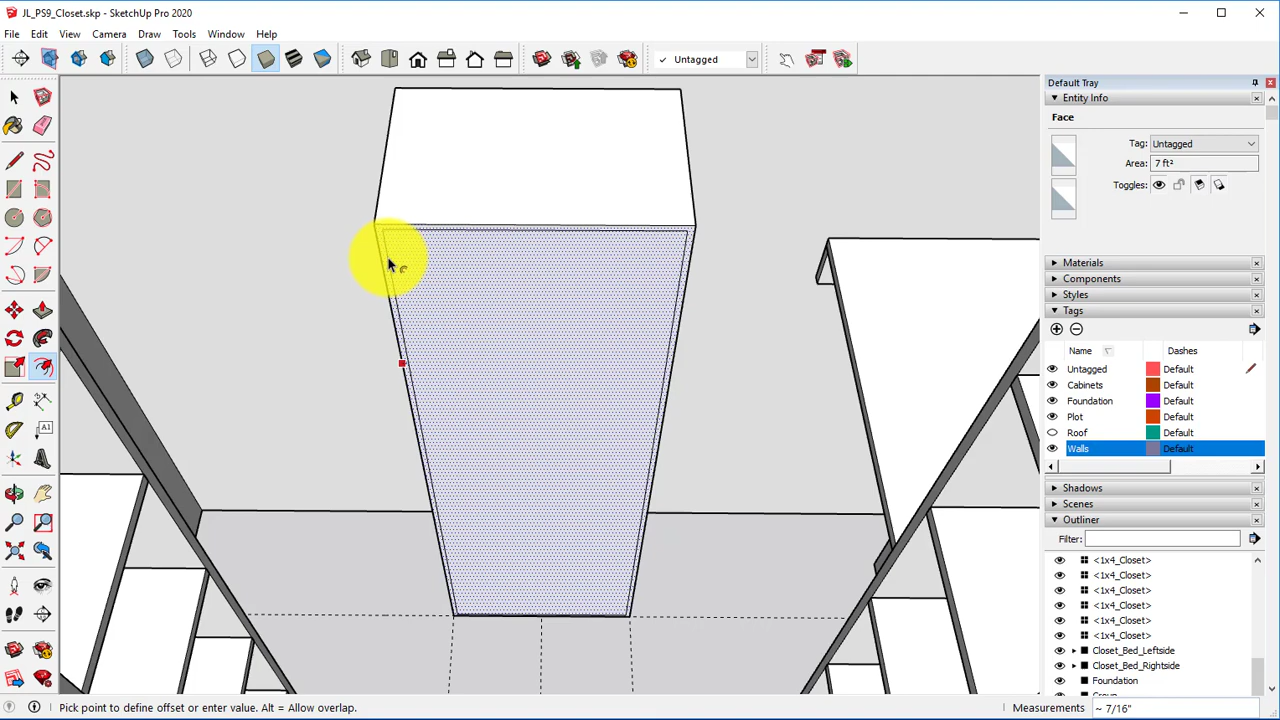 JL_PS9_Closet.skp - SketchUp Pro 2020
File Edit View Camera Draw Tools Window Help
✓ Untagged
Default Tray
Entity Info
Face
Tag: Untagged
Area: 7 ft²
Toggles:
Materials
Components
Styles
Tags
Name Dashes
Untagged Default
Cabinets Default
Foundation Default
Plot Default
Roof Default
Walls Default
Shadows
Scenes
Outliner
Filter:
<1x4_Closet>
<1x4_Closet>
<1x4_Closet>
<1x4_Closet>
<1x4_Closet>
<1x4_Closet>
Closet_Bed_Leftside
Closet_Bed_Rightside
Foundation
A1
Pick point to define offset or enter value. Alt = Allow overlap.
Measurements ~ 7/16"